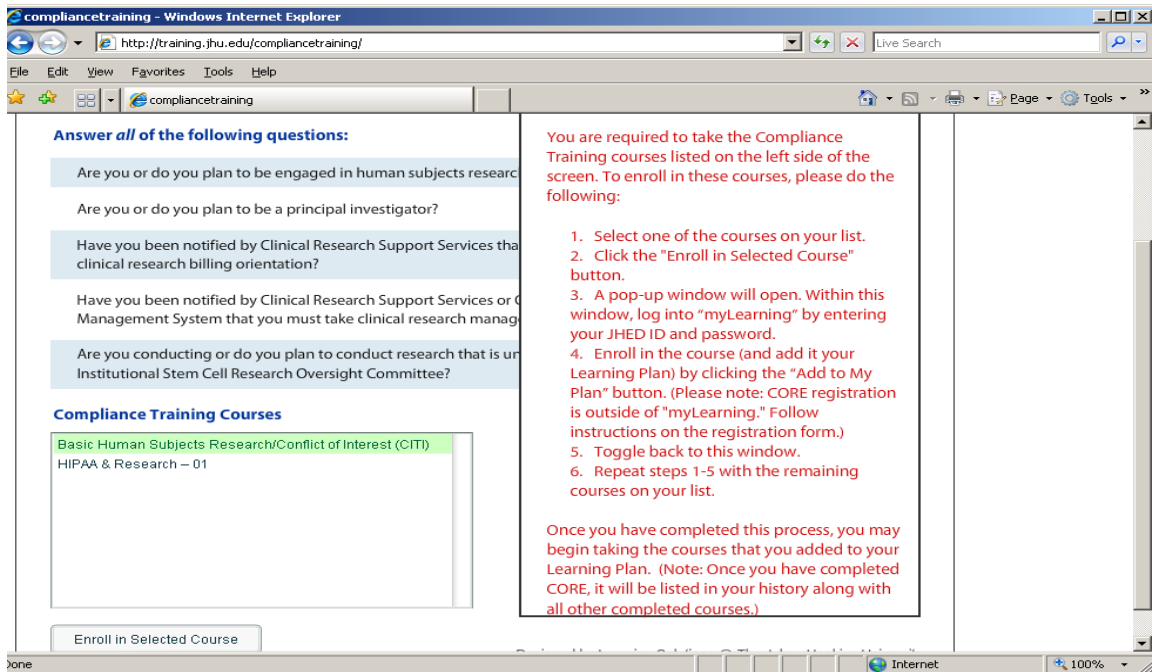 compliancetraining - Windows Internet Explorer
http://training.jhu.edu/compliancetraining/
Live Search
File Edit View Favorites Tools Help
compliancetraining
Page Tools
Answer all of the following questions:
Are you or do you plan to be engaged in human subjects
Are you or do you plan to be a principal investigator?
Have you been notified by Clinical Research Support Services
clinical research billing orientation?
Have you been notified by Clinical Research Support Services or
Management System that you must take clinical research
Are you conducting or do you plan to conduct research that is
Institutional Stem Cell Research Oversight Committee?
Compliance Training Courses
Basic Human Subjects Research/Conflict of Interest (CITI)
HIPAA & Research – 01
Enroll in Selected Course
You are required to take the Compliance
Training courses listed on the left side of the
screen. To enroll in these courses, please do the
following:
1. Select one of the courses on your list.
2. Click the "Enroll in Selected Course"
button.
3. A pop-up window will open. Within this
window, log into “myLearning” by entering
your JHED ID and password.
4. Enroll in the course (and add it your
Learning Plan) by clicking the “Add to My
Plan” button. (Please note: CORE registration
is outside of "myLearning." Follow
instructions on the registration form.)
5. Toggle back to this window.
6. Repeat steps 1-5 with the remaining
courses on your list.
Once you have completed this process, you may
begin taking the courses that you added to your
Learning Plan. (Note: Once you have completed
CORE, it will be listed in your history along with
all other completed courses.)
Done
Internet
100%